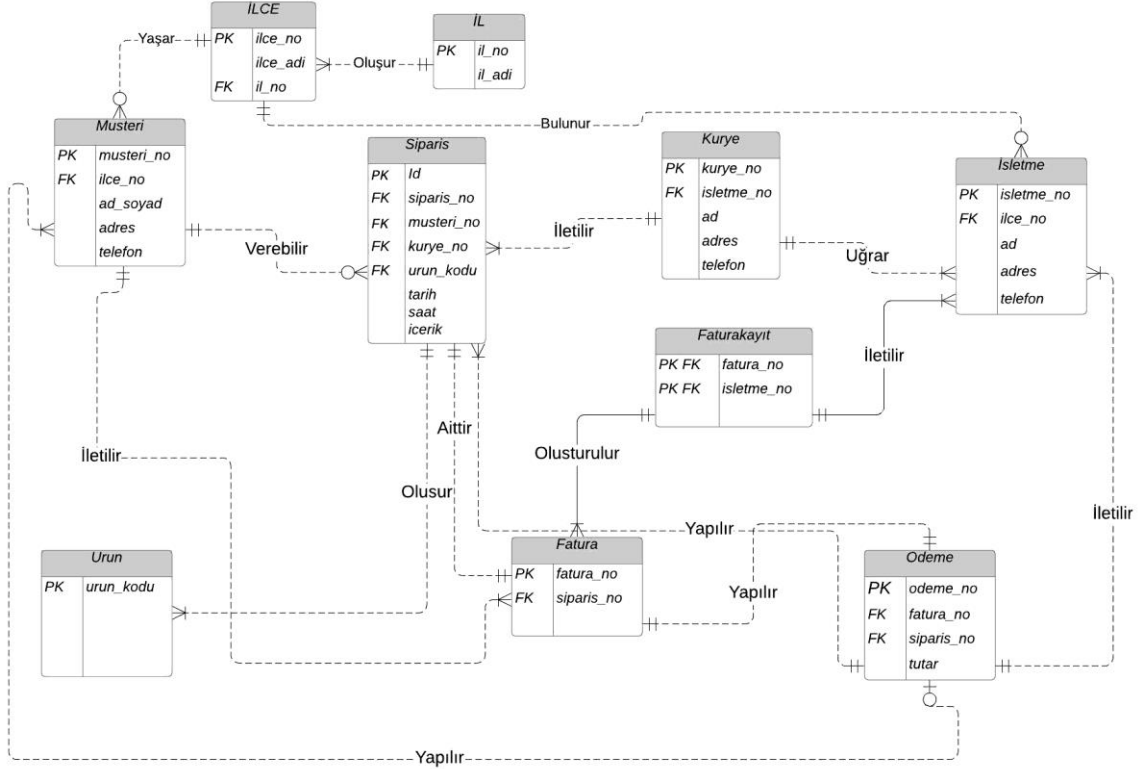 İLCE
PK ilce_no
ilce_adi
FK il_no
İL
PK il_no
il_adi
Yaşar
Oluşur
Bulunur
Musteri
PK musteri_no
FK ilce_no
ad_soyad
adres
telefon
Siparis
PK Id
FK siparis_no
FK musteri_no
FK kurye_no
FK urun_kodu
tarih
saat
icerik
Kurye
PK kurye_no
FK isletme_no
ad
adres
telefon
İsletme
PK isletme_no
FK ilce_no
ad
adres
telefon
Verebilir
İletilir
Uğrar
Faturakayıt
PK FK fatura_no
PK FK isletme_no
İletilir
Aittir
Olusturulur
İletilir
Olusur
İletilir
Yapılır
Urun
PK urun_kodu
Fatura
PK fatura_no
FK siparis_no
Yapılır
Odeme
PK odeme_no
FK fatura_no
FK siparis_no
tutar
Yapılır